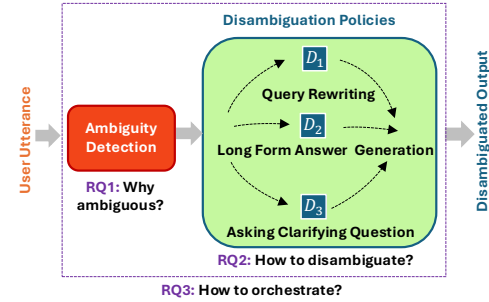 Disambiguation Policies
User Utterance
Ambiguity
Detection
RQ1: Why
ambiguous?
D1
Query Rewriting
D2
Long Form Answer
Generation
D3
Asking Clarifying Question
RQ2: How to disambiguate?
RQ3: How to orchestrate?
Disambiguated Output